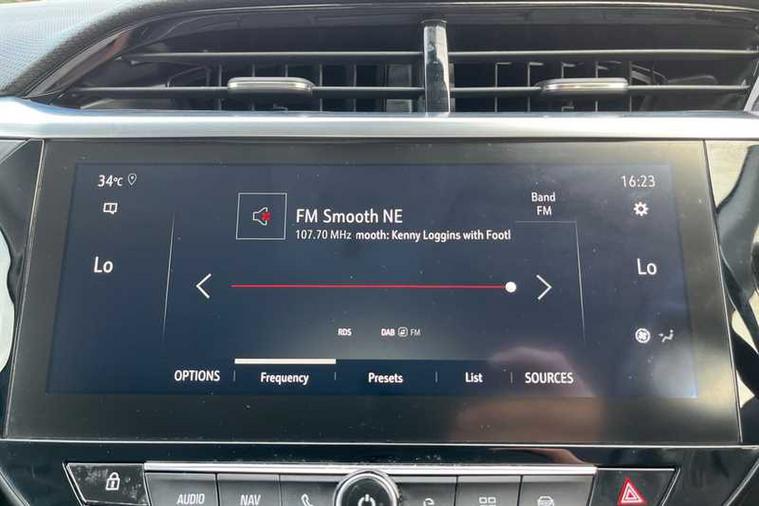 34°C
16:23
Band
FM
FM Smooth NE
107.70 MHz mooth: Kenny Loggins with Footl
Lo
Lo
RDS DAB FM
OPTIONS Frequency Presets List SOURCES
AUDIO NAV